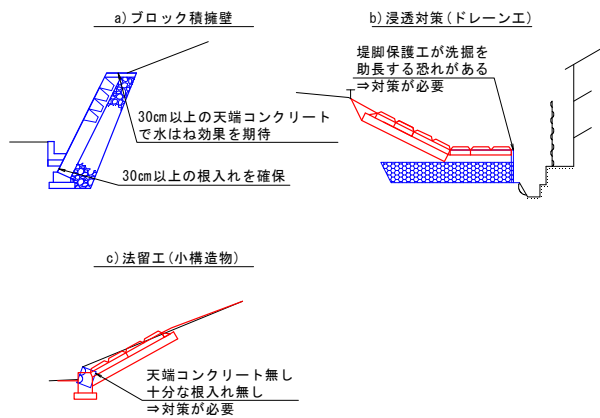 a)ブロック積擁壁
30cm以上の天端コンクリート
で水はね効果を期待
30cm以上の根入れを確保
b)浸透対策(ドレーン工)
堤脚保護工が洗掘を
助長する恐れがある
⇒対策が必要
c)法留工(小構造物)
天端コンクリート無し
十分な根入れ無し
⇒対策が必要